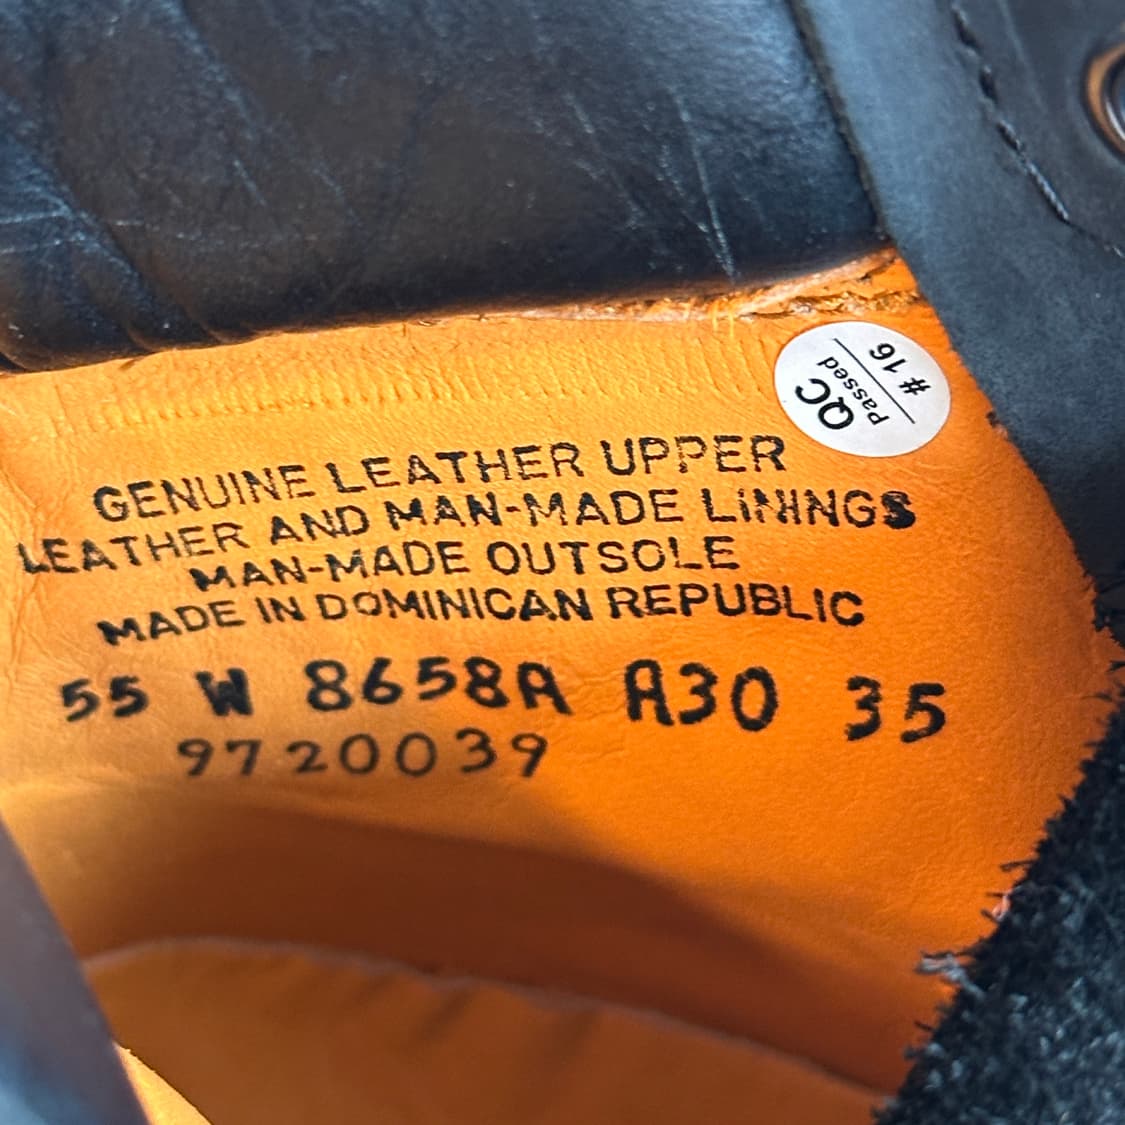 QC
Passed
#16
GENUINE LEATHER UPPER
LEATHER AND MAN-MADE LININGS
MAN-MADE OUTSOLE
MADE IN DOMINICAN REPUBLIC
55 W 8658A A30 35
9720039